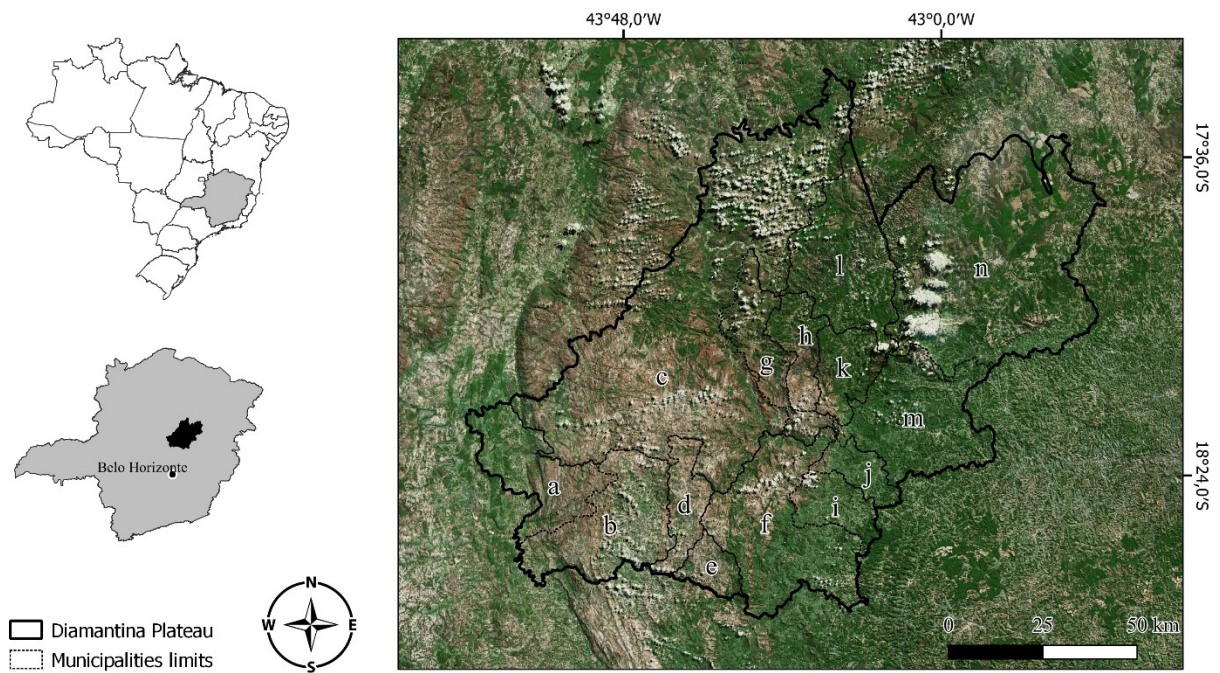 43°48,0'W
43°0,0'W
17°36,0'S
18°24,0'S
l
n
h
g
k
c
m
a
j
d
i
b
f
e
Belo Horizonte
N
W
E
S
Diamantina Plateau
Municipalities limits
0
25
50 km